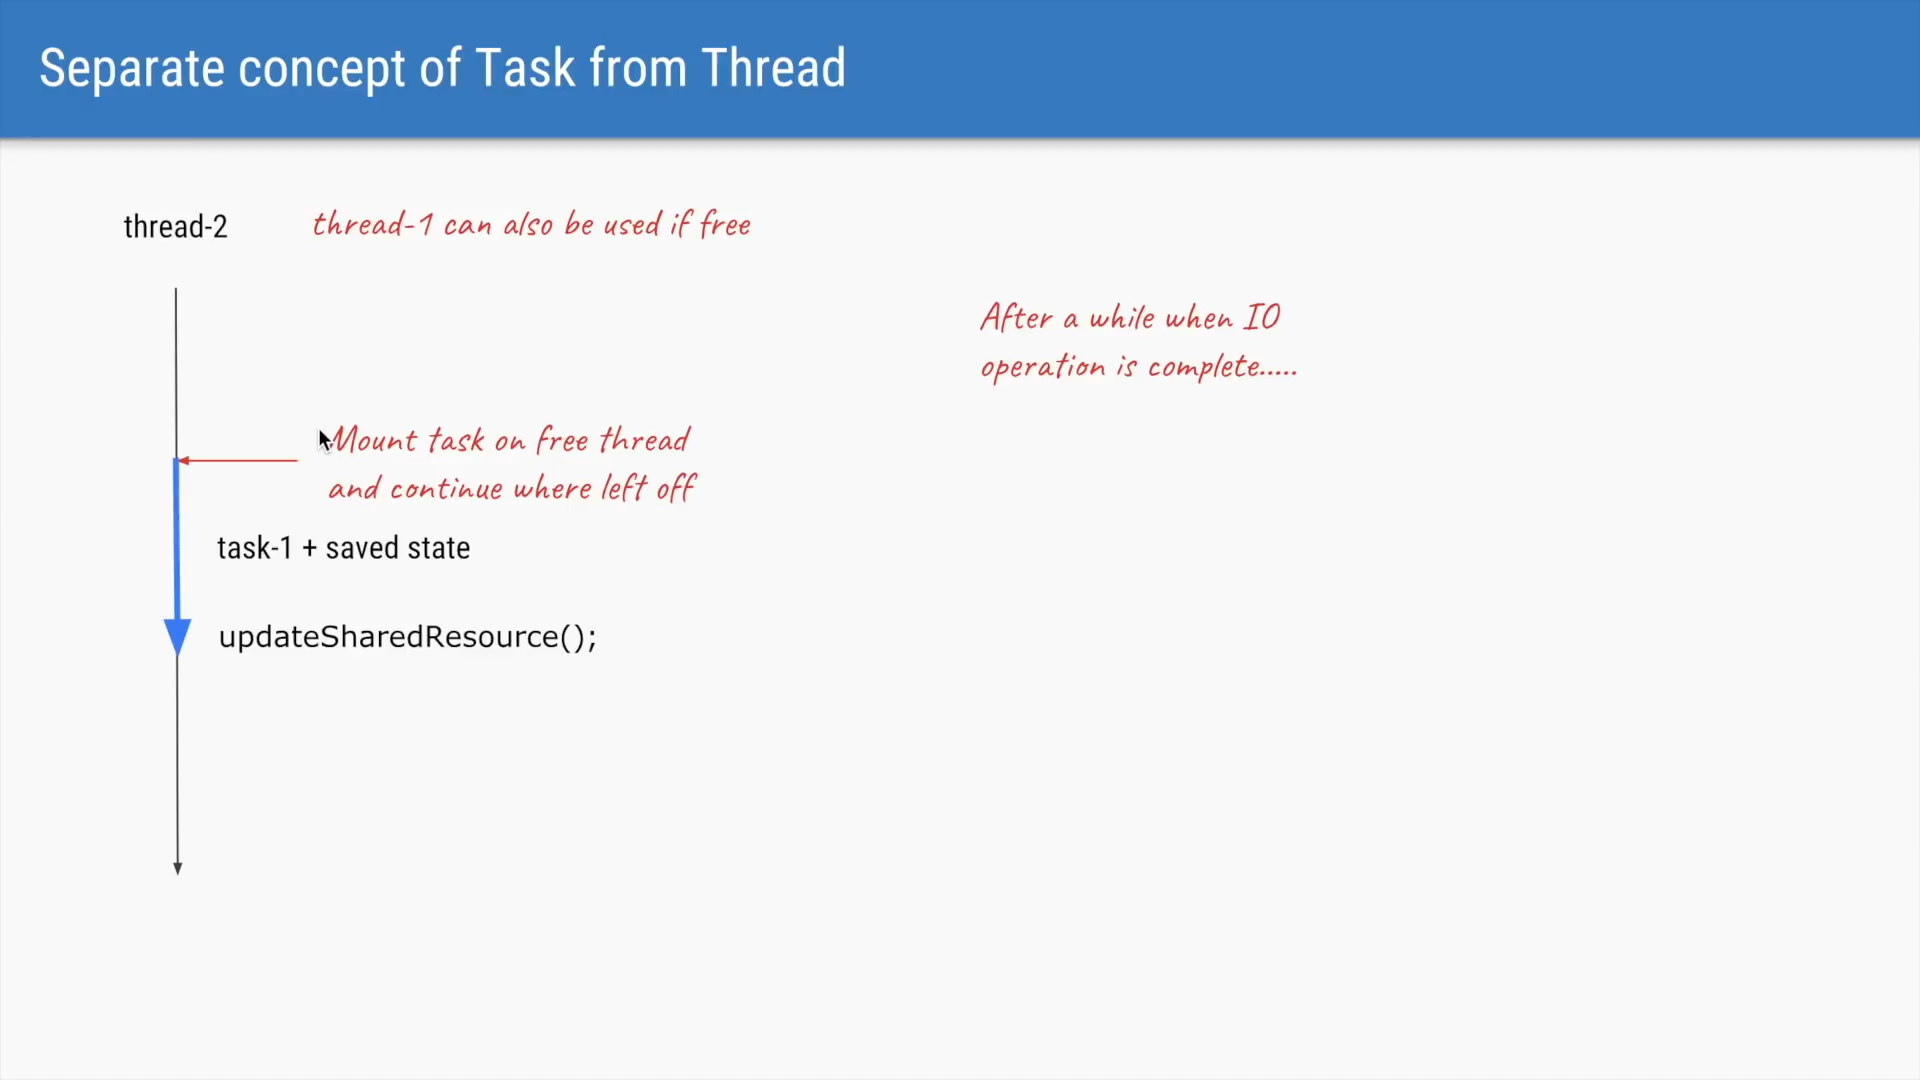 Separate concept of Task from Thread
thread-2
thread-1 can also be used if free
After a while when IO
operation is complete.....
Mount task on free thread
and continue where left off
task-1 + saved state
updateSharedResource();